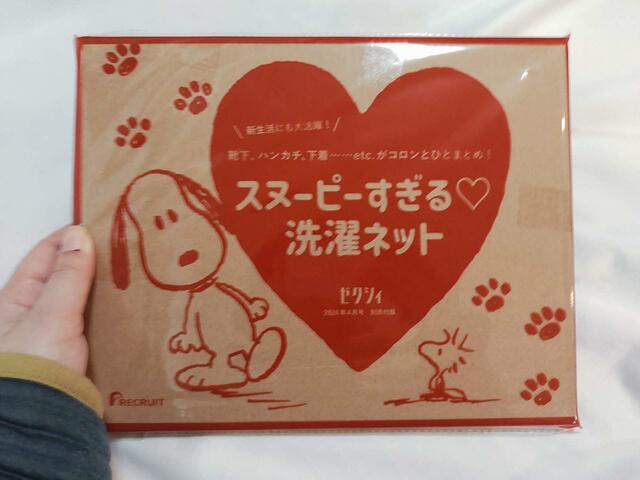 \新生活にも大活躍！/
靴下、ハンカチ、下着……etc.がコロンとひとまとめ！
スヌーピーすぎる♡
洗濯ネット
ゼクシィ
2024年4月号 別冊付録
RECRUIT